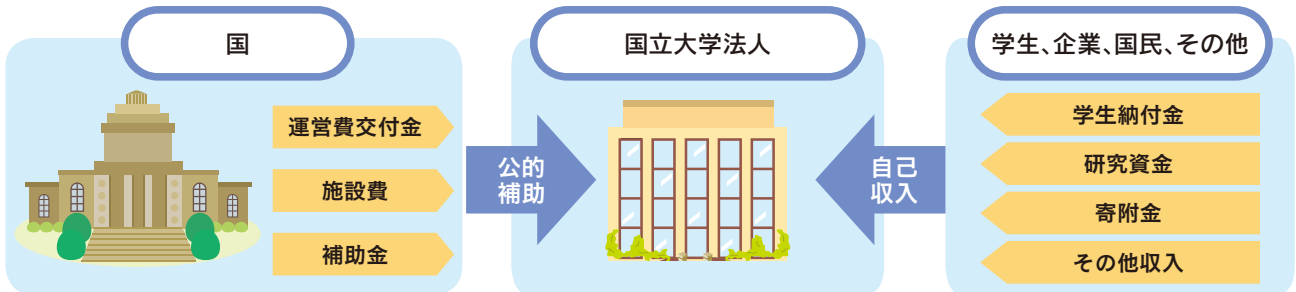 国
運営費交付金
施設費
補助金
公的
補助
国立大学法人
自己
収入
学生、企業、国民、その他
学生納付金
研究資金
寄附金
その他収入